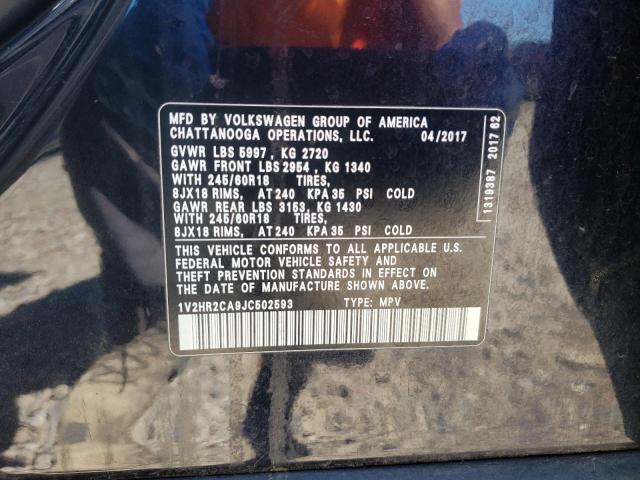 MFD BY VOLKSWAGEN GROUP OF AMERICA
CHATTANOOGA OPERATIONS, LLC. 04/2017
GVWR LBS 5997 , KG 2720
GAWR FRONT LBS 2954 , KG 1340
WITH 245/60R18 TIRES,
8JX18 RIMS, AT 240 KPA 35 PSI COLD
GAWR REAR LBS 3153, KG 1430
WITH 245/60R18 TIRES,
8JX18 RIMS, AT 240 KPA 35 PSI COLD
THIS VEHICLE CONFORMS TO ALL APPLICABLE U.S.
FEDERAL MOTOR VEHICLE SAFETY AND
THEFT PREVENTION STANDARDS IN EFFECT ON
THE DATE OF MANUFACTURE SHOWN ABOVE.
1V2HR2CA9JC502593 TYPE: MPV
1319387 2017 62